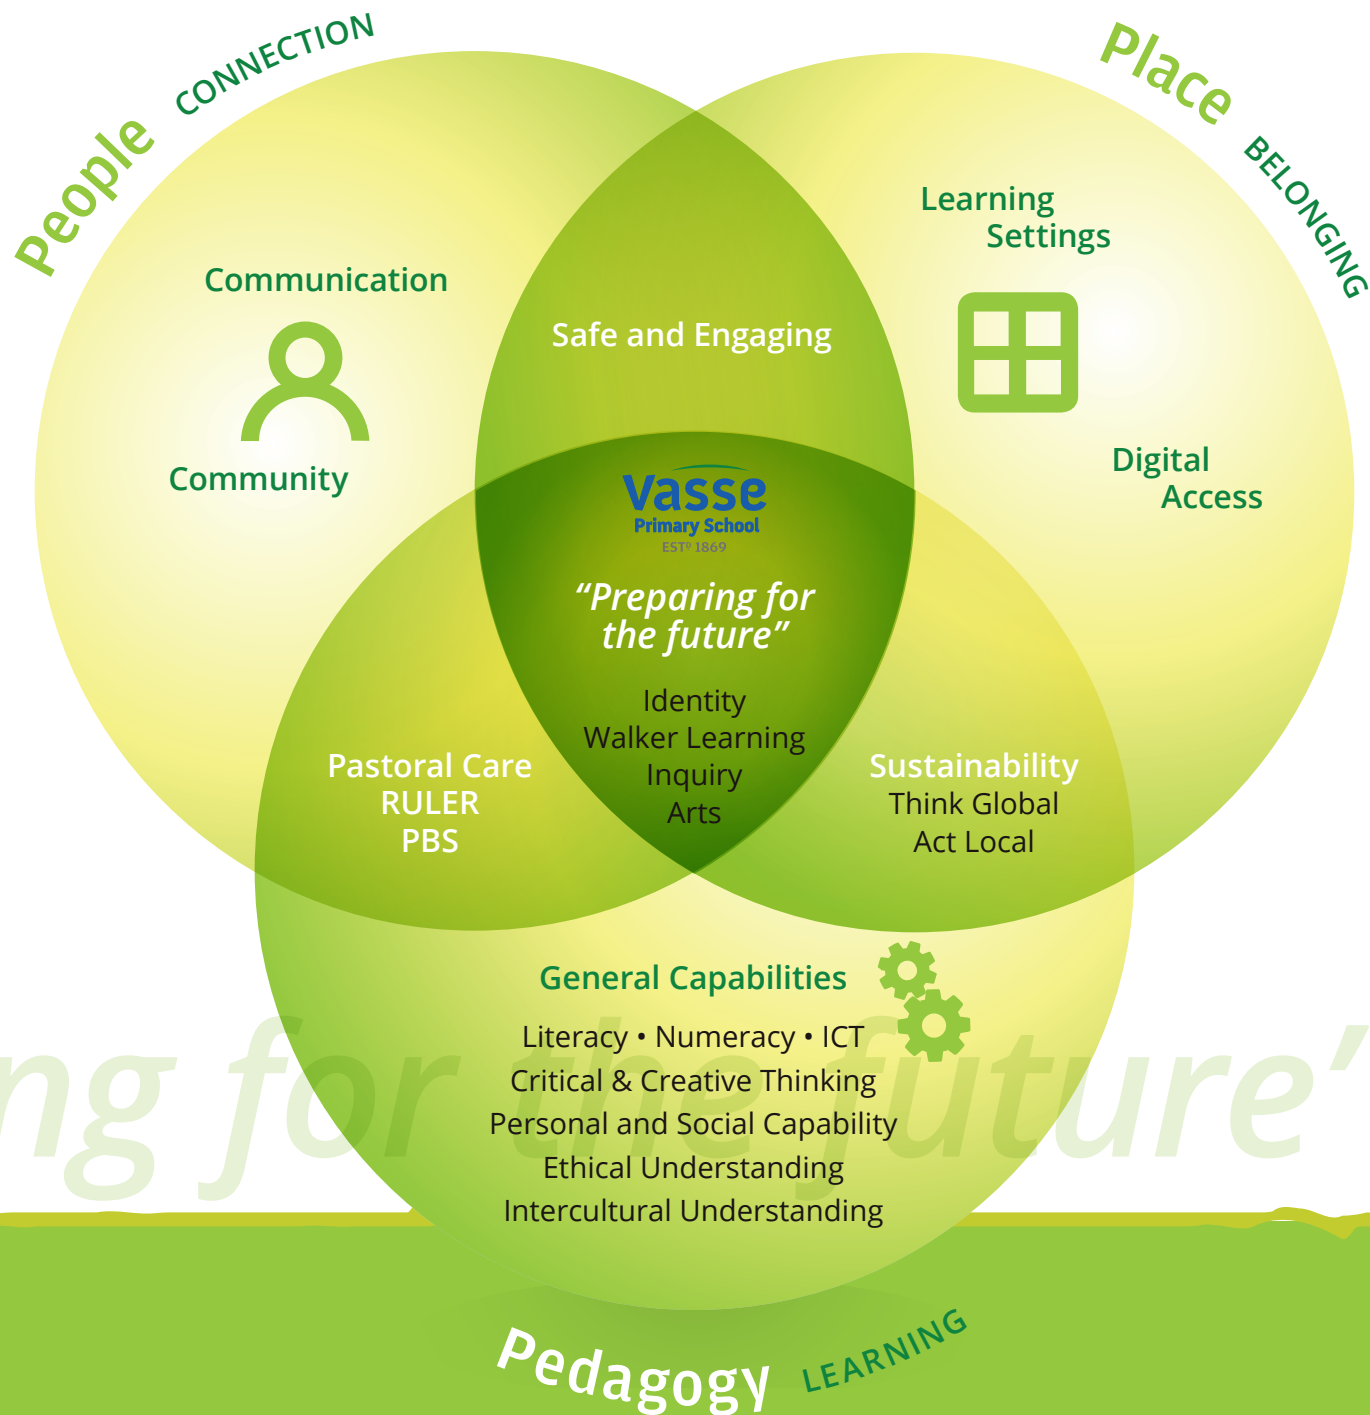 People CONNECTION
Place BELONGING
Communication
Community
Safe and Engaging
Learning
Settings
Digital
Access
Vasse
Primary School
ESTD 1869
“Preparing for
the future”
Identity
Walker Learning
Inquiry
Arts
Pastoral Care
RULER
PBS
Sustainability
Think Global
Act Local
General Capabilities
Literacy • Numeracy • ICT
Critical & Creative Thinking
Personal and Social Capability
Ethical Understanding
Intercultural Understanding
ng for the future’
Pedagogy LEARNING